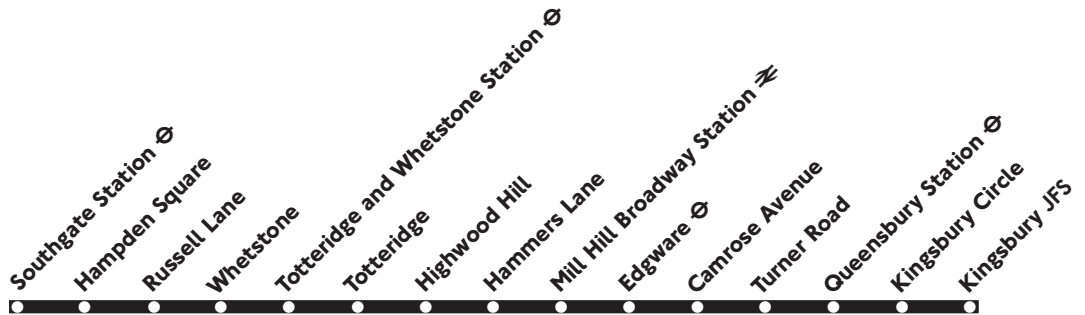 Southgate Station
Hampden Square
Russell Lane
Whetstone
Totteridge and Whetstone Station
Totteridge
Highwood Hill
Hammers Lane
Mill Hill Broadway Station
Edgware
Camrose Avenue
Turner Road
Queensbury Station
Kingsbury Circle
Kingsbury JFS